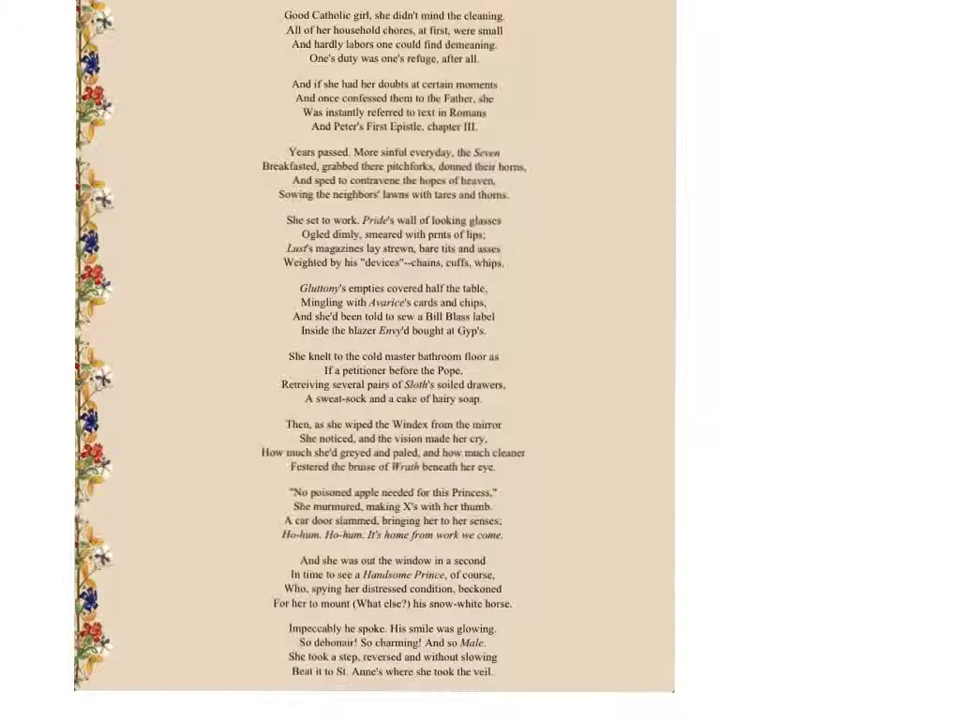 Good Catholic girl, she didn't mind the cleaning.
All of her household chores, at first, were small
And hardly labors one could find demeaning.
One's duty was one's refuge, after all.
And if she had her doubts at certain moments
And once confessed them to the Father, she
Was instantly referred to text in Romans
And Peter's First Epistle, chapter III.
Years passed. More sinful everyday, the Seven
Breakfasted, grabbed there pitchforks, donned their horns,
And sped to contravene the hopes of heaven,
Sowing the neighbors' lawns with tares and thorns.
She set to work. Pride's wall of looking glasses
Ogled dimly, smeared with prnts of lips;
Lust's magazines lay strewn, bare tits and asses
Weighted by his "devices"--chains, cuffs, whips.
Gluttony's empties covered half the table,
Mingling with Avarice's cards and chips,
And she'd been told to sew a Bill Blass label
Inside the blazer Envy'd bought at Gyp's.
She knelt to the cold master bathroom floor as
If a petitioner before the Pope,
Retreiving several pairs of Sloth's soiled drawers,
A sweat-sock and a cake of hairy soap.
Then, as she wiped the Windex from the mirror
She noticed, and the vision made her cry,
How much she'd greyed and paled, and how much cleaner
Festered the bruise of Wrath beneath her eye.
"No poisoned apple needed for this Princess,"
She murmured, making X's with her thumb.
A car door slammed, bringing her to her senses;
Ho-hum. Ho-hum. It's home from work we come.
And she was out the window in a second
In time to see a Handsome Prince, of course,
Who, spying her distressed condition, beckoned
For her to mount (What else?) his snow-white horse.
Impeccably he spoke. His smile was glowing.
So debonair! So charming! And so Male.
She took a step, reversed and without slowing
Beat it to St. Anne's where she took the veil.